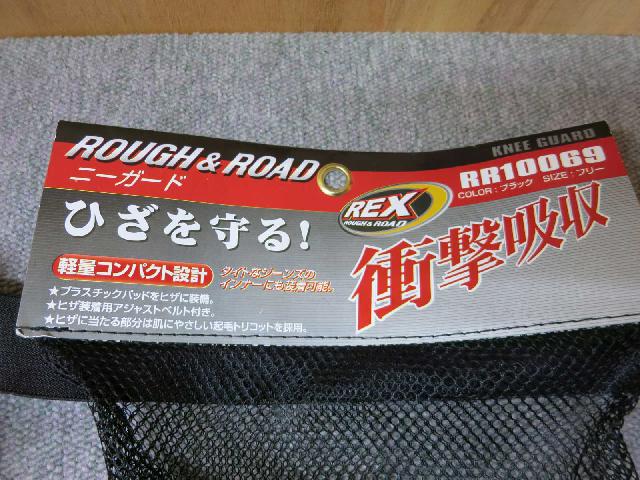 ROUGH & ROAD
ニーガード
ひざを守る!
軽量コンパクト設計
タイトなジーンズの
インナーにも装着可能。
★プラスチックパッドをヒザに装備。
★ヒザ装着用アジャストベルト付き。
★ヒザに当たる部分は肌にやさしい起毛トリコットを採用。
KNEE GUARD
RR10069
COLOR:ブラック SIZE:フリー
REX
ROUGH & ROAD
衝撃吸収